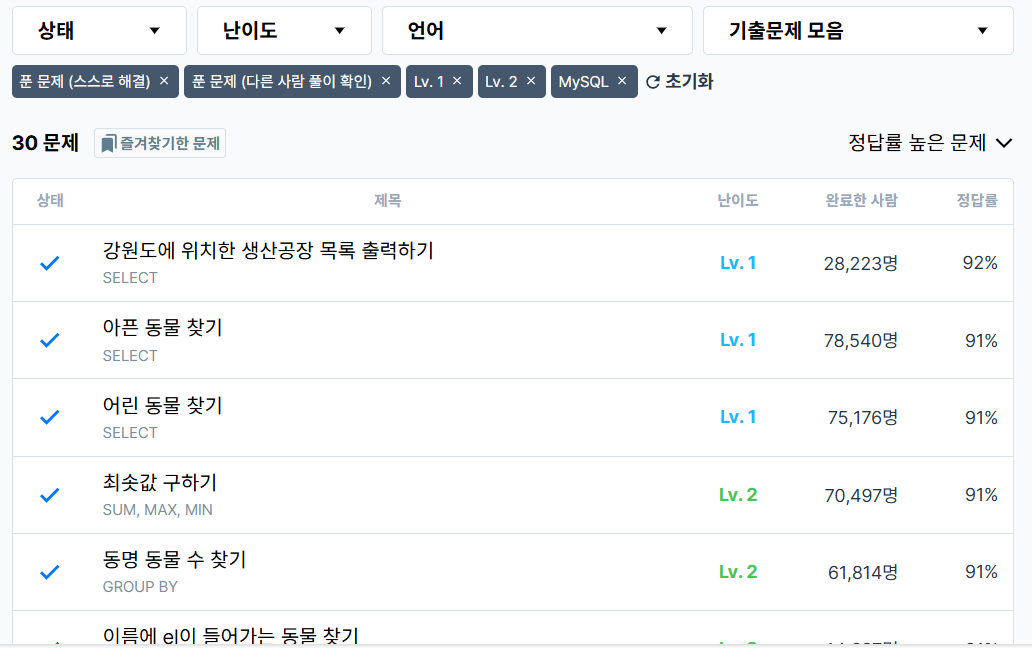 상태 ▼ 난이도 ▼ 언어 ▼ 기출문제 모음 ▼
푼 문제 (스스로 해결) × 푼 문제 (다른 사람 풀이 확인) × Lv. 1 × Lv. 2 × MySQL × 초기화
30 문제 즐겨찾기한 문제 정답률 높은 문제
상태 제목 난이도 완료한 사람 정답률
강원도에 위치한 생산공장 목록 출력하기 Lv. 1 28,223명 92%
SELECT
아픈 동물 찾기 Lv. 1 78,540명 91%
SELECT
어린 동물 찾기 Lv. 1 75,176명 91%
SELECT
최솟값 구하기 Lv. 2 70,497명 91%
SUM, MAX, MIN
동명 동물 수 찾기 Lv. 2 61,814명 91%
GROUP BY
이름에 el이 들어가는 동물 찾기